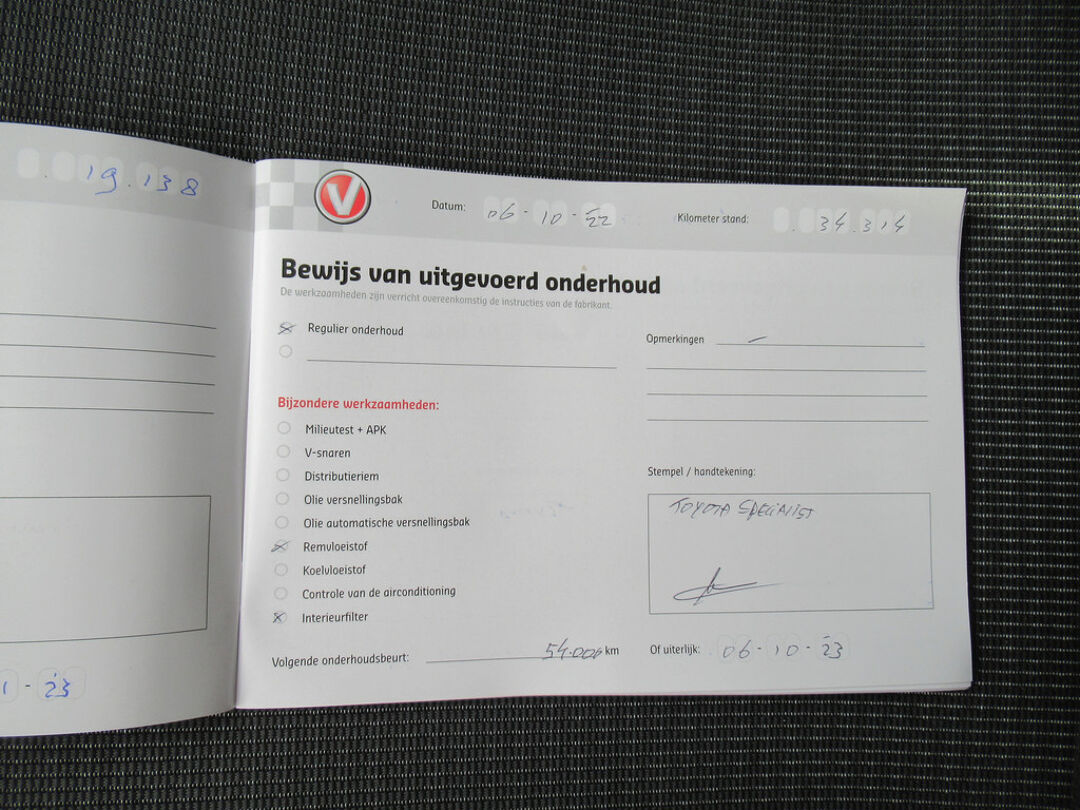 19.138
1 - 23
V
Datum: 06 - 10 - 22
Kilometer stand: 34.314
Bewijs van uitgevoerd onderhoud
De werkzaamheden zijn verricht overeenkomstig de instructies van de fabrikant.
Regulier onderhoud
Bijzondere werkzaamheden:
Milieutest + APK
V-snaren
Distributieriem
Olie versnellingsbak
Olie automatische versnellingsbak
Remvloeistof
Koelvloeistof
Controle van de airconditioning
Interieurfilter
Volgende onderhoudsbeurt: 54.000 km
Opmerkingen —
Stempel / handtekening:
TOYOTA SPECIALIST
Of uiterlijk: 06 - 10 - 23